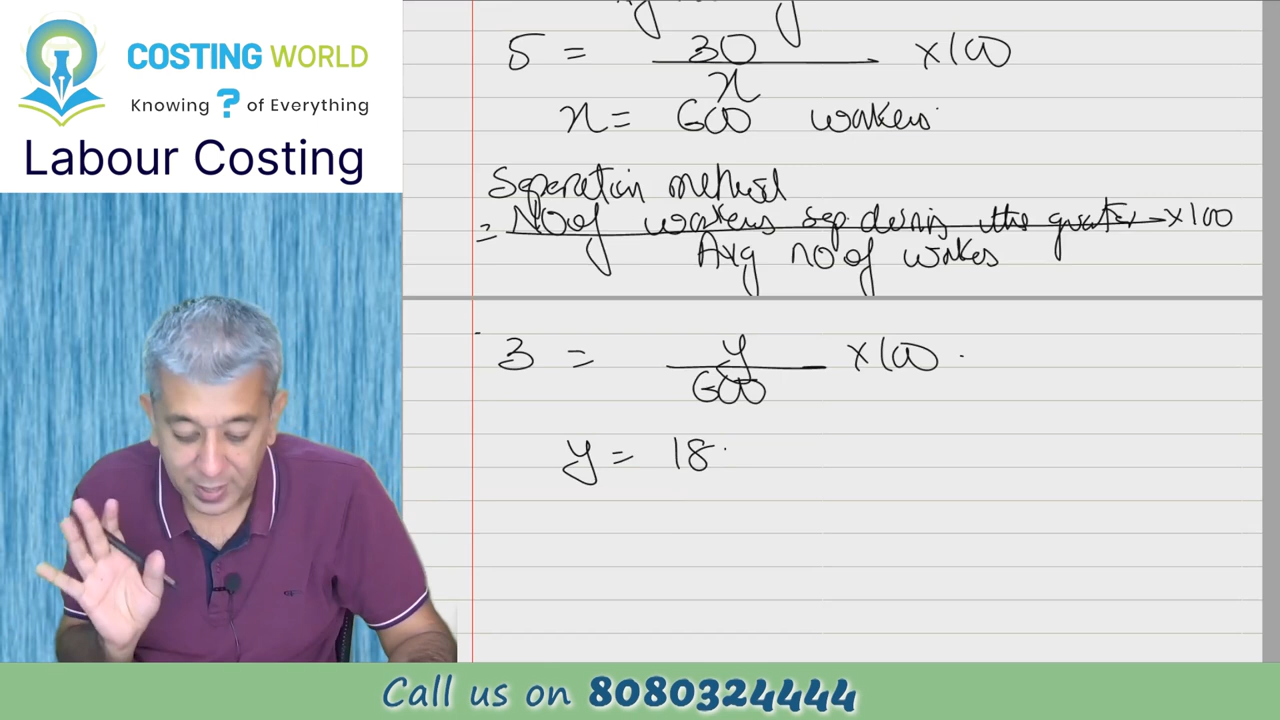 COSTING WORLD
Knowing ? of Everything
Labour Costing
5 = 30 / x ×100
x = 600 workers
Separation method
= No of workers sep. during the quarter ×100
Avg no of workers
3 = y / 600 ×100
y = 18
Call us on 8080324444